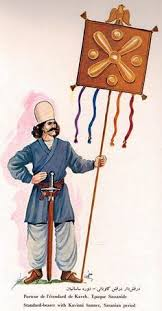 درفش‌دار درفش کاویانی - دوره ساسانیان
Porteur de l'étendard de Kaveh. Epoque Sassanide
Standard-bearer with Kaviani banner, Sasanian period